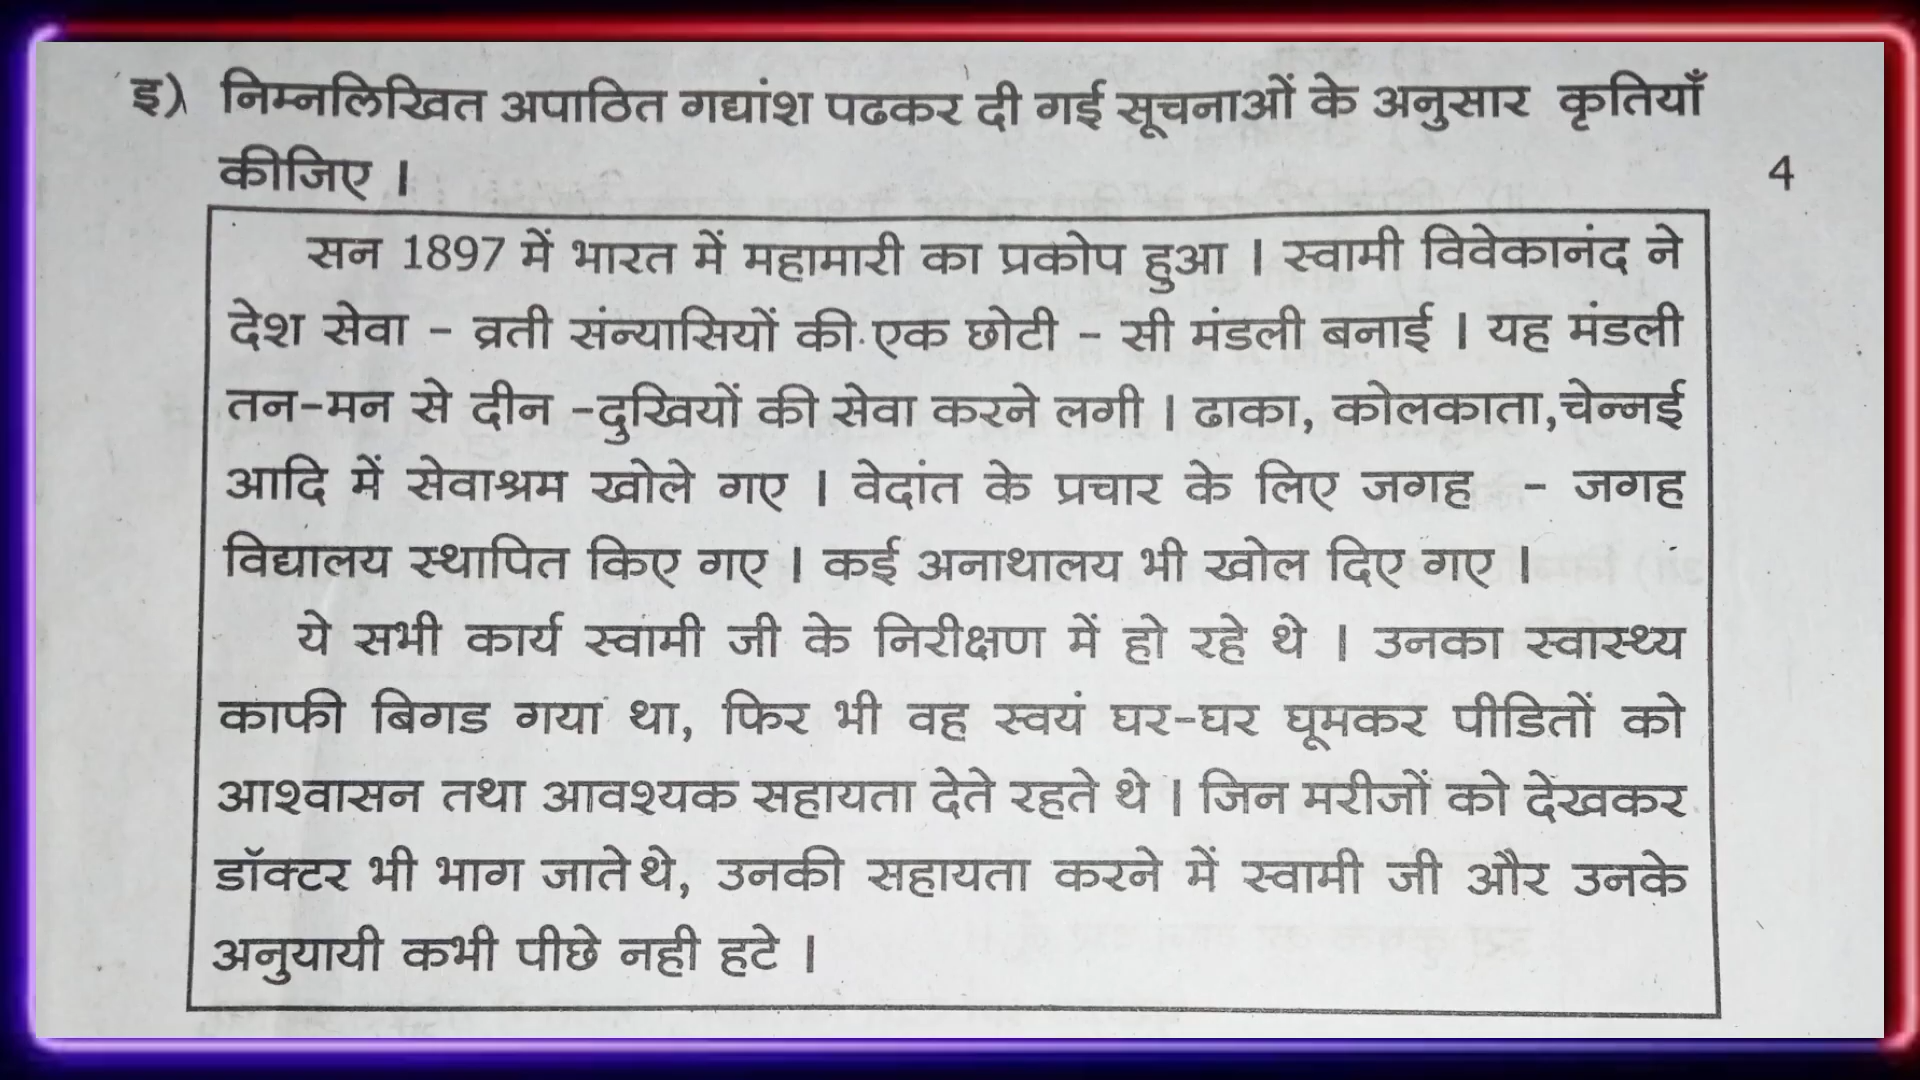 इ) निम्नलिखित अपाठित गद्यांश पढकर दी गई सूचनाओं के अनुसार कृतियाँ
कीजिए । 4
सन 1897 में भारत में महामारी का प्रकोप हुआ । स्वामी विवेकानंद ने
देश सेवा - व्रती संन्यासियों की एक छोटी - सी मंडली बनाई । यह मंडली
तन-मन से दीन -दुखियों की सेवा करने लगी । ढाका, कोलकाता,चेन्नई
आदि में सेवाश्रम खोले गए । वेदांत के प्रचार के लिए जगह - जगह
विद्यालय स्थापित किए गए । कई अनाथालय भी खोल दिए गए ।
ये सभी कार्य स्वामी जी के निरीक्षण में हो रहे थे । उनका स्वास्थ्य
काफी बिगड गया था, फिर भी वह स्वयं घर-घर घूमकर पीडितों को
आश्वासन तथा आवश्यक सहायता देते रहते थे । जिन मरीजों को देखकर
डॉक्टर भी भाग जाते थे, उनकी सहायता करने में स्वामी जी और उनके
अनुयायी कभी पीछे नही हटे ।